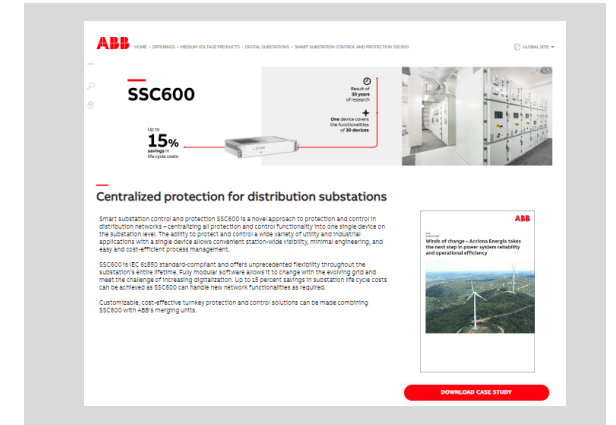 ABB HOME - OFFERINGS - MEDIUM VOLTAGE PRODUCTS - DIGITAL SUBSTATIONS - SMART SUBSTATION CONTROL AND PROTECTION SSC600 GLOBAL SITE
SSC600
Result of
30 years
of research
One device covers
the functionalities
of 30 devices
Up to
15%
savings in
life cycle costs
Centralized protection for distribution substations
Smart substation control and protection SSC600 is a novel approach to protection and control in
distribution networks – centralizing all protection and control functionality into one single device on
the substation level. The ability to protect and control a wide variety of utility and industrial
applications with a single device allows convenient station-wide visibility, minimal engineering, and
easy and cost-efficient process management.
SSC600 is IEC 61850 standard-compliant and offers unprecedented flexibility throughout the
substation's entire lifetime. Fully modular software allows it to change with the evolving grid and
meet the challenge of increasing digitalization. Up to 15 percent savings in substation life cycle costs
can be achieved as SSC600 can handle new network functionalities as required.
Customizable, cost-effective turnkey protection and control solutions can be made combining
SSC600 with ABB's merging units.
ABB
Winds of change – Acciona Energía takes
the next step in power system reliability
and operational efficiency
DOWNLOAD CASE STUDY